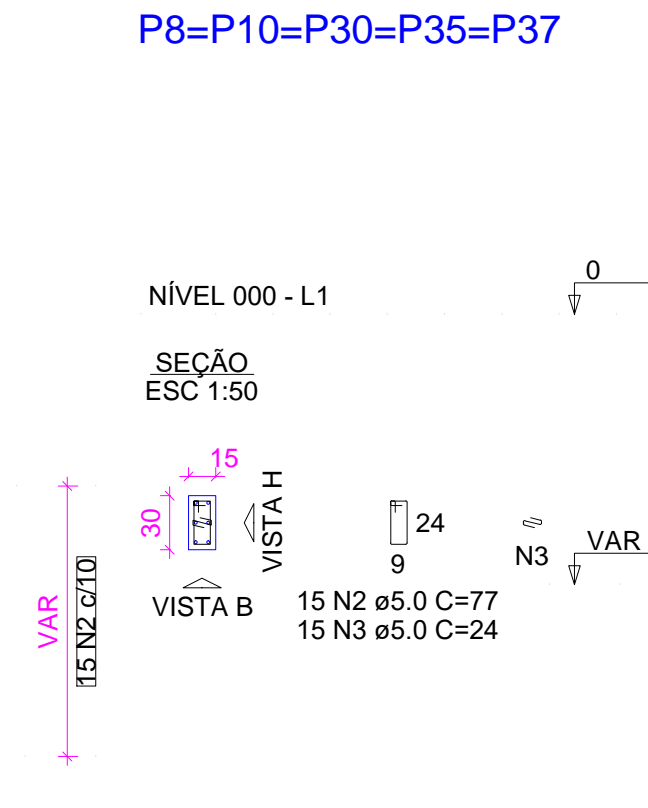 P8=P10=P30=P35=P37
0
NÍVEL 000 - L1
SEÇÃO
ESC 1:50
15
30
VISTA H
VISTA B
24
9
N3
VAR
VAR
15 N2 c/10
15 N2 ø5.0 C=77
15 N3 ø5.0 C=24